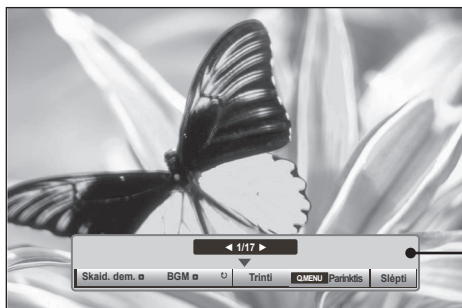 ◀ 1/17 ▶
Skaid. dem. BGM Trinti Q.MENU Parinktis Slėpti